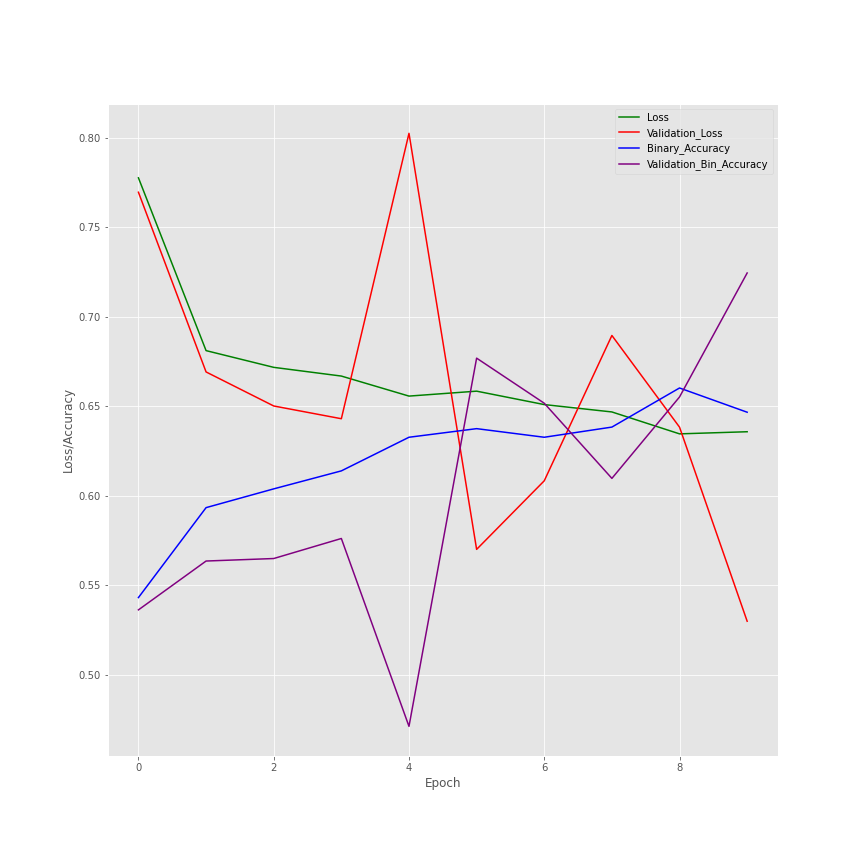 Loss
Validation_Loss
Binary_Accuracy
Validation_Bin_Accuracy
0.80
0.75
0.70
0.65
0.60
0.55
0.50
Loss/Accuracy
0 2 4 6 8
Epoch